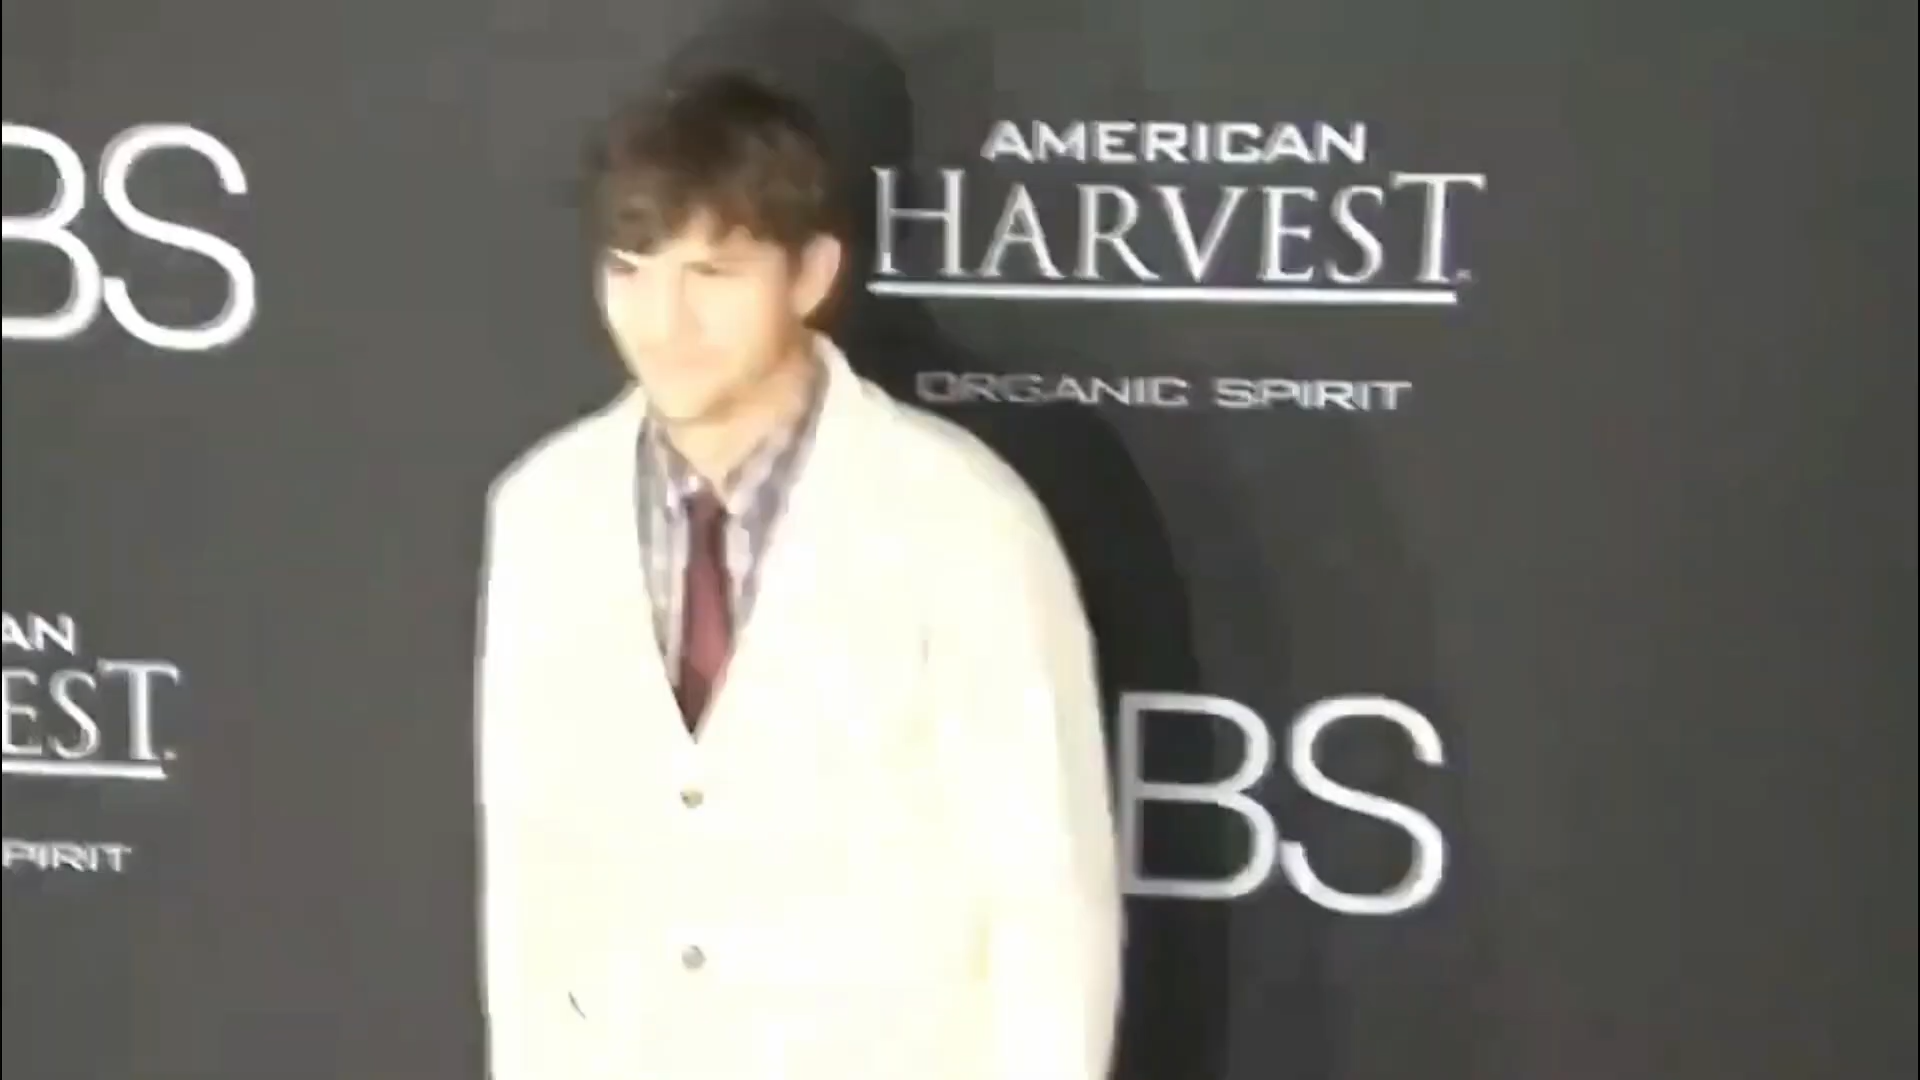 BS
AMERICAN
HARVEST
ORGANIC SPIRIT
AN
EST
PIRIT
BS